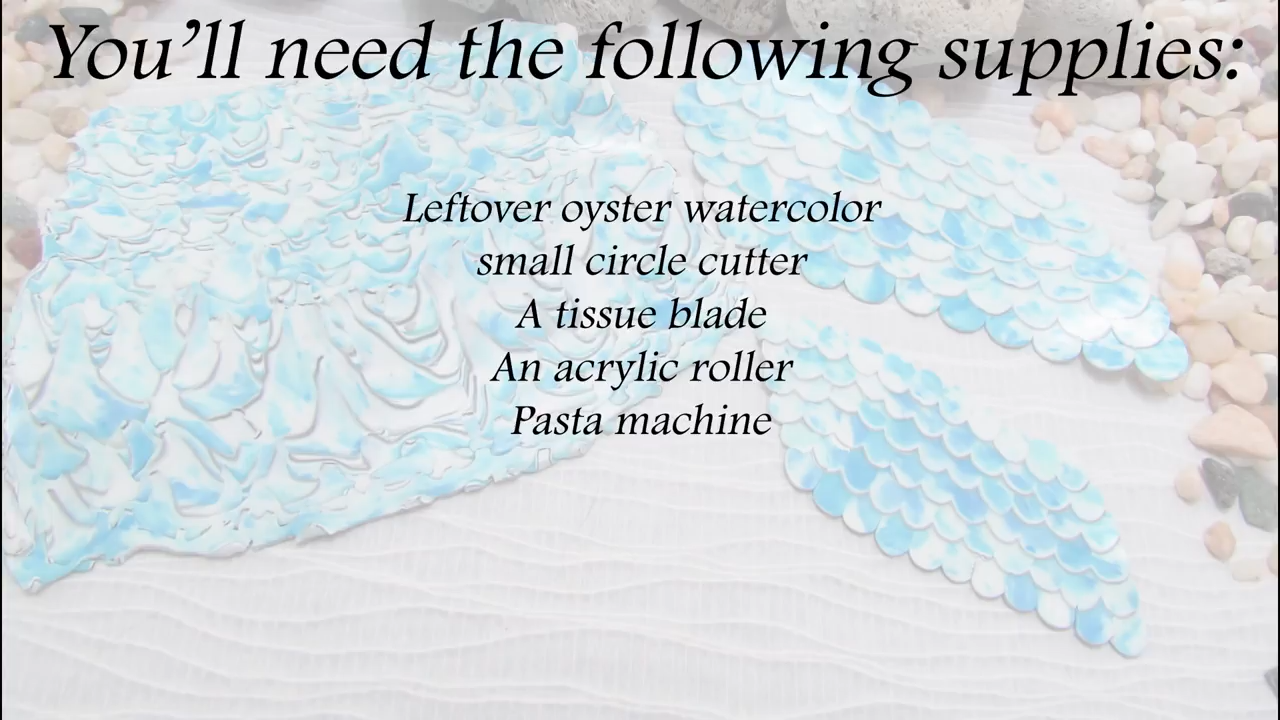 You'll need the following supplies:
Leftover oyster watercolor
small circle cutter
A tissue blade
An acrylic roller
Pasta machine